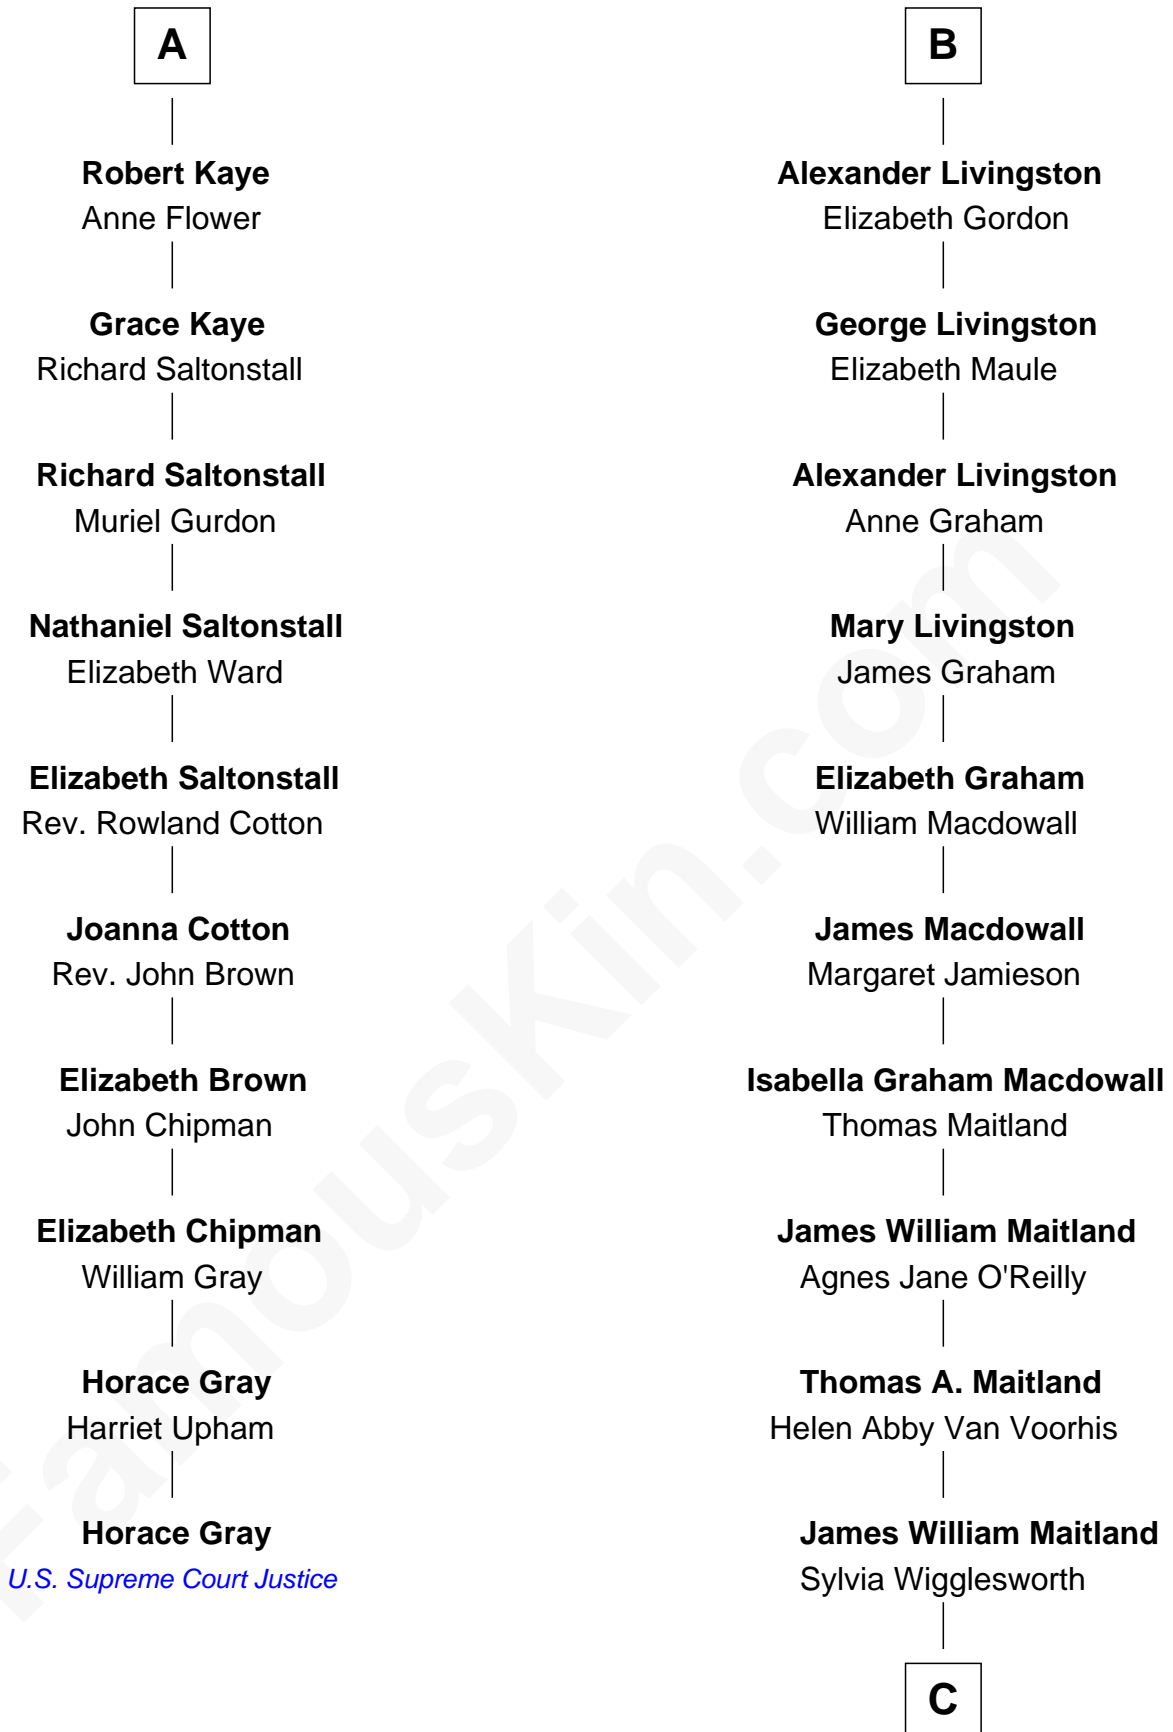 A
Robert Kaye
Anne Flower
Grace Kaye
Richard Saltonstall
Richard Saltonstall
Muriel Gurdon
Nathaniel Saltonstall
Elizabeth Ward
Elizabeth Saltonstall
Rev. Rowland Cotton
Joanna Cotton
Rev. John Brown
Elizabeth Brown
John Chipman
Elizabeth Chipman
William Gray
Horace Gray
Harriet Upham
Horace Gray
U.S. Supreme Court Justice
B
Alexander Livingston
Elizabeth Gordon
George Livingston
Elizabeth Maule
Alexander Livingston
Anne Graham
Mary Livingston
James Graham
Elizabeth Graham
William Macdowall
James Macdowall
Margaret Jamieson
Isabella Graham Macdowall
Thomas Maitland
James William Maitland
Agnes Jane O'Reilly
Thomas A. Maitland
Helen Abby Van Voorhis
James William Maitland
Sylvia Wigglesworth
C
FamousKin.com